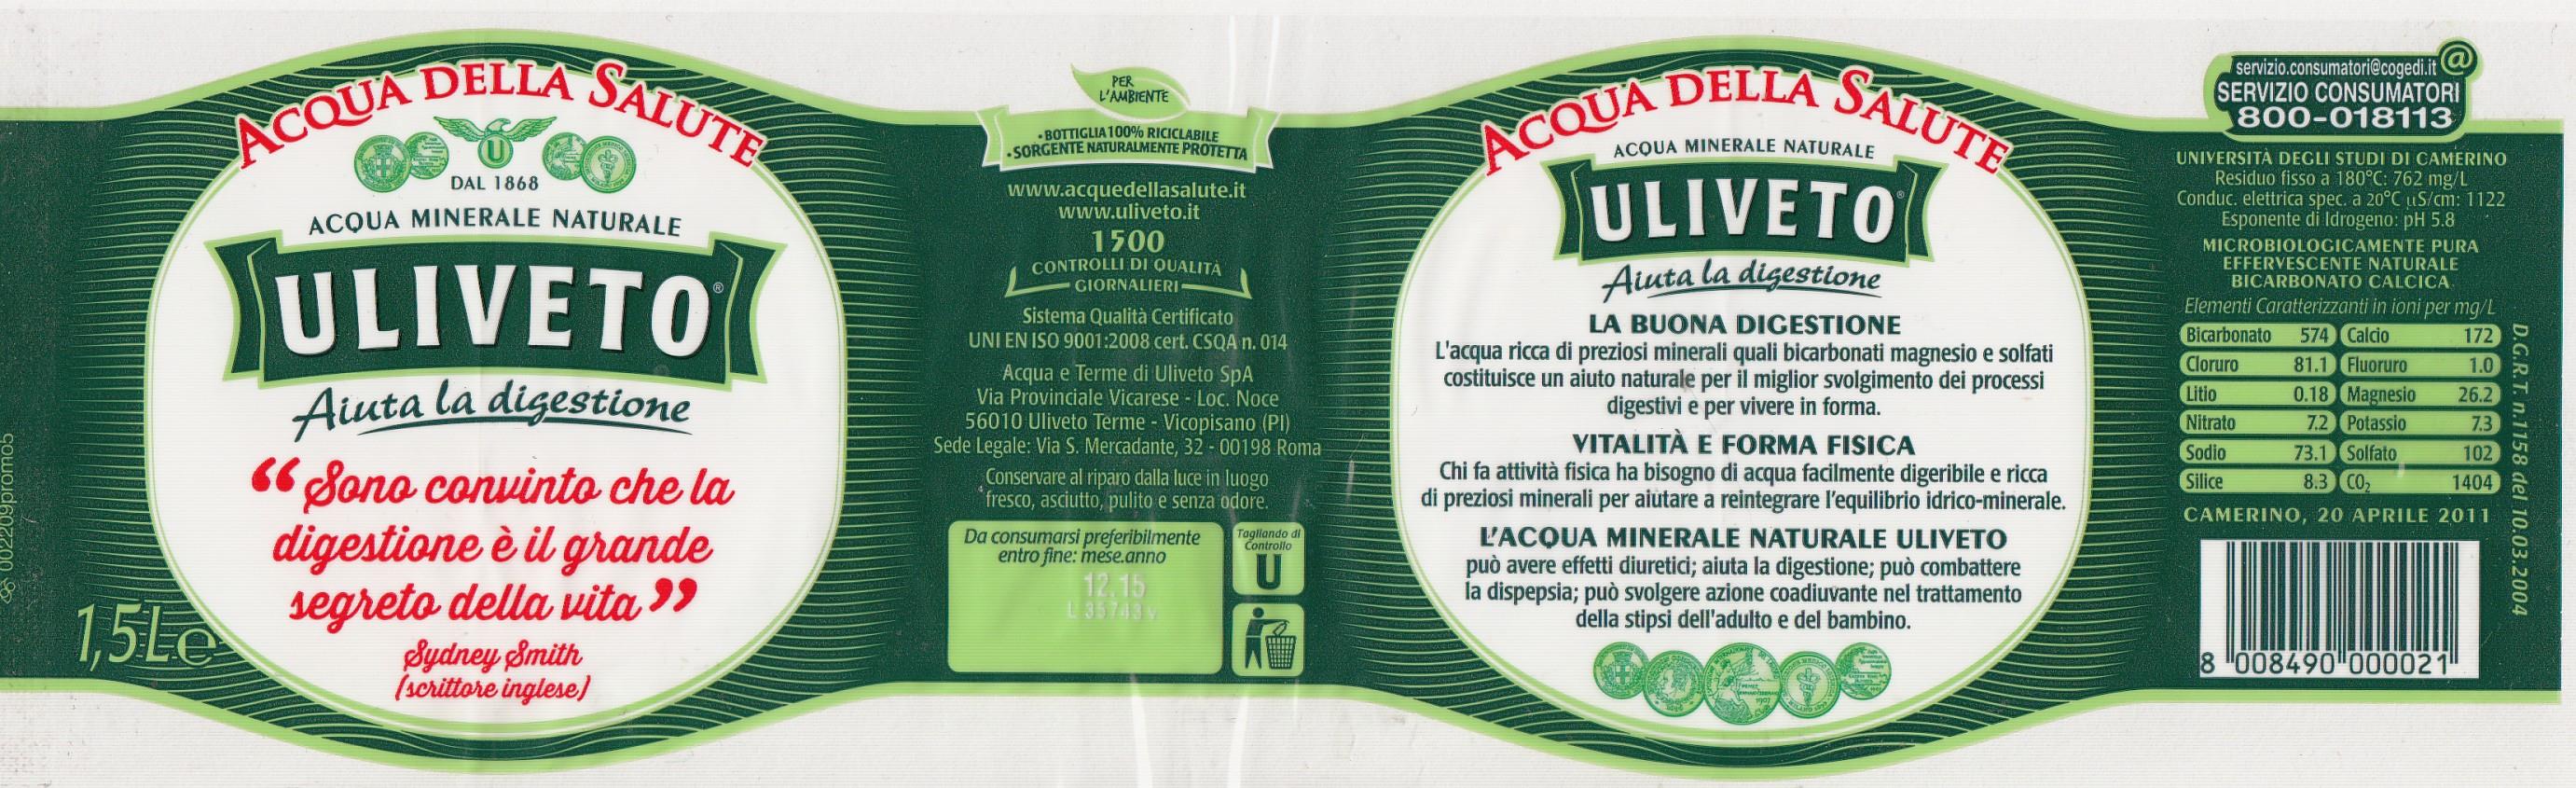 ACQUA DELLA SALUTE
U
DAL 1868
ACQUA MINERALE NATURALE
ULIVETO®
Aiuta la digestione
“Sono convinto che la
digestione è il grande
segreto della vita”
Sydney Smith
(scrittore inglese)
1,5 L e
002209promo5
PER
L'AMBIENTE
• BOTTIGLIA 100% RICICLABILE
• SORGENTE NATURALMENTE PROTETTA
www.acquedellasalute.it
www.uliveto.it
1500
CONTROLLI DI QUALITÀ
GIORNALIERI
Sistema Qualità Certificato
UNI EN ISO 9001:2008 cert. CSQA n. 014
Acqua e Terme di Uliveto SpA
Via Provinciale Vicarese - Loc. Noce
56010 Uliveto Terme - Vicopisano (PI)
Sede Legale: Via S. Mercadante, 32 - 00198 Roma
Conservare al riparo dalla luce in luogo
fresco, asciutto, pulito e senza odore.
Da consumarsi preferibilmente
entro fine: mese.anno
12.15
L 35743 v
Tagliando di
Controllo
U
ACQUA DELLA SALUTE
ACQUA MINERALE NATURALE
ULIVETO®
Aiuta la digestione
LA BUONA DIGESTIONE
L'acqua ricca di preziosi minerali quali bicarbonati magnesio e solfati
costituisce un aiuto naturale per il miglior svolgimento dei processi
digestivi e per vivere in forma.
VITALITÀ E FORMA FISICA
Chi fa attività fisica ha bisogno di acqua facilmente digeribile e ricca
di preziosi minerali per aiutare a reintegrare l'equilibrio idrico-minerale.
L'ACQUA MINERALE NATURALE ULIVETO
può avere effetti diuretici; aiuta la digestione; può combattere
la dispepsia; può svolgere azione coadiuvante nel trattamento
della stipsi dell'adulto e del bambino.
servizio.consumatori@cogedi.it @
SERVIZIO CONSUMATORI
800-018113
UNIVERSITÀ DEGLI STUDI DI CAMERINO
Residuo fisso a 180°C: 762 mg/L
Conduc. elettrica spec. a 20°C µS/cm: 1122
Esponente di Idrogeno: pH 5.8
MICROBIOLOGICAMENTE PURA
EFFERVESCENTE NATURALE
BICARBONATO CALCICA
Elementi Caratterizzanti in ioni per mg/L
Bicarbonato 574 Calcio 172
Cloruro 81.1 Fluoruro 1.0
Litio 0.18 Magnesio 26.2
Nitrato 7.2 Potassio 7.3
Sodio 73.1 Solfato 102
Silice 8.3 CO₂ 1404
CAMERINO, 20 APRILE 2011
8 008490 000021
D.G.R.T. n.1158 del 10.03.2004